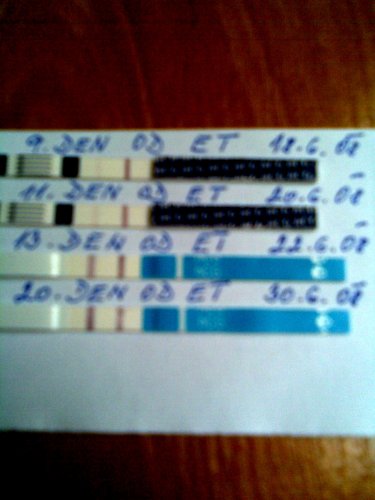 9. DEN OD ET 18.6.08
11. DEN OD ET 20.6.08
13. DEN OD ET 22.6.08
20. DEN OD ET 30.6.08